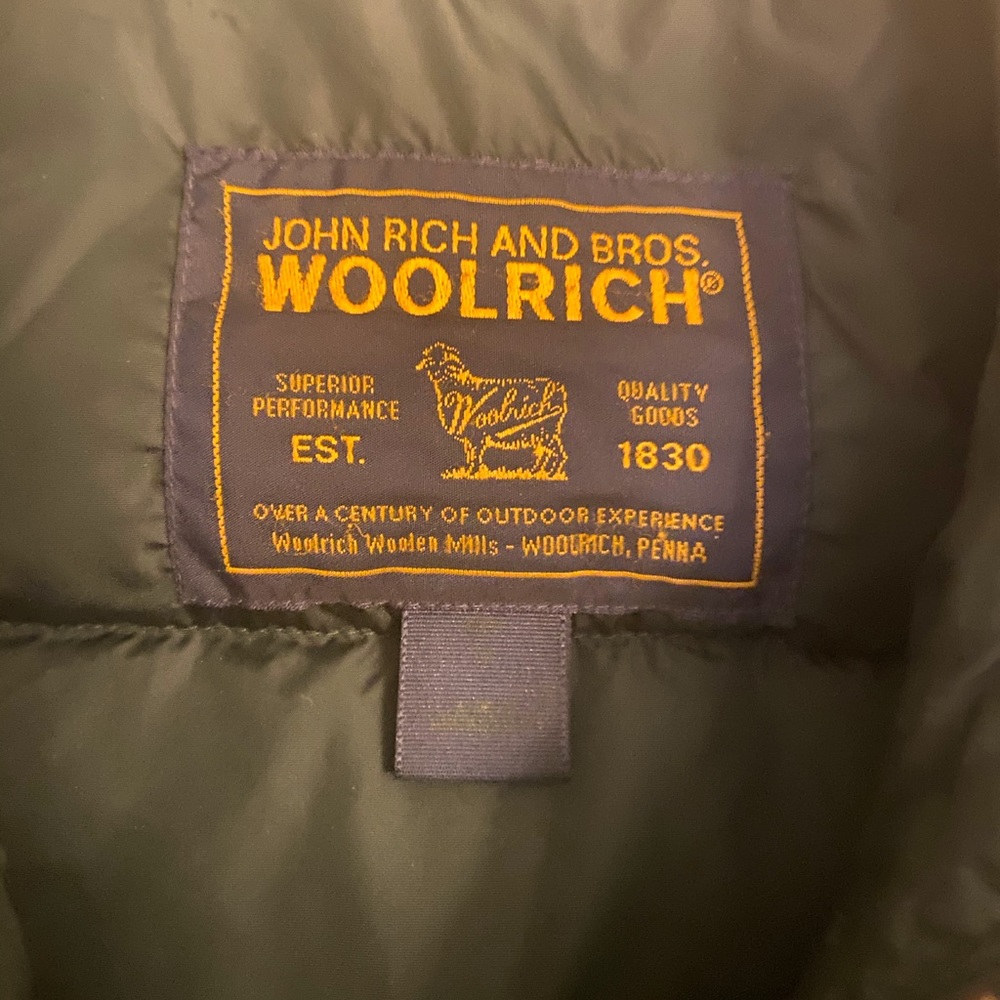 JOHN RICH AND BROS.
WOOLRICH®
SUPERIOR
PERFORMANCE
EST.
Woolrich
QUALITY
GOODS
1830
OVER A CENTURY OF OUTDOOR EXPERIENCE
Woolrich Woolen Mills - WOOLRICH, PENNA